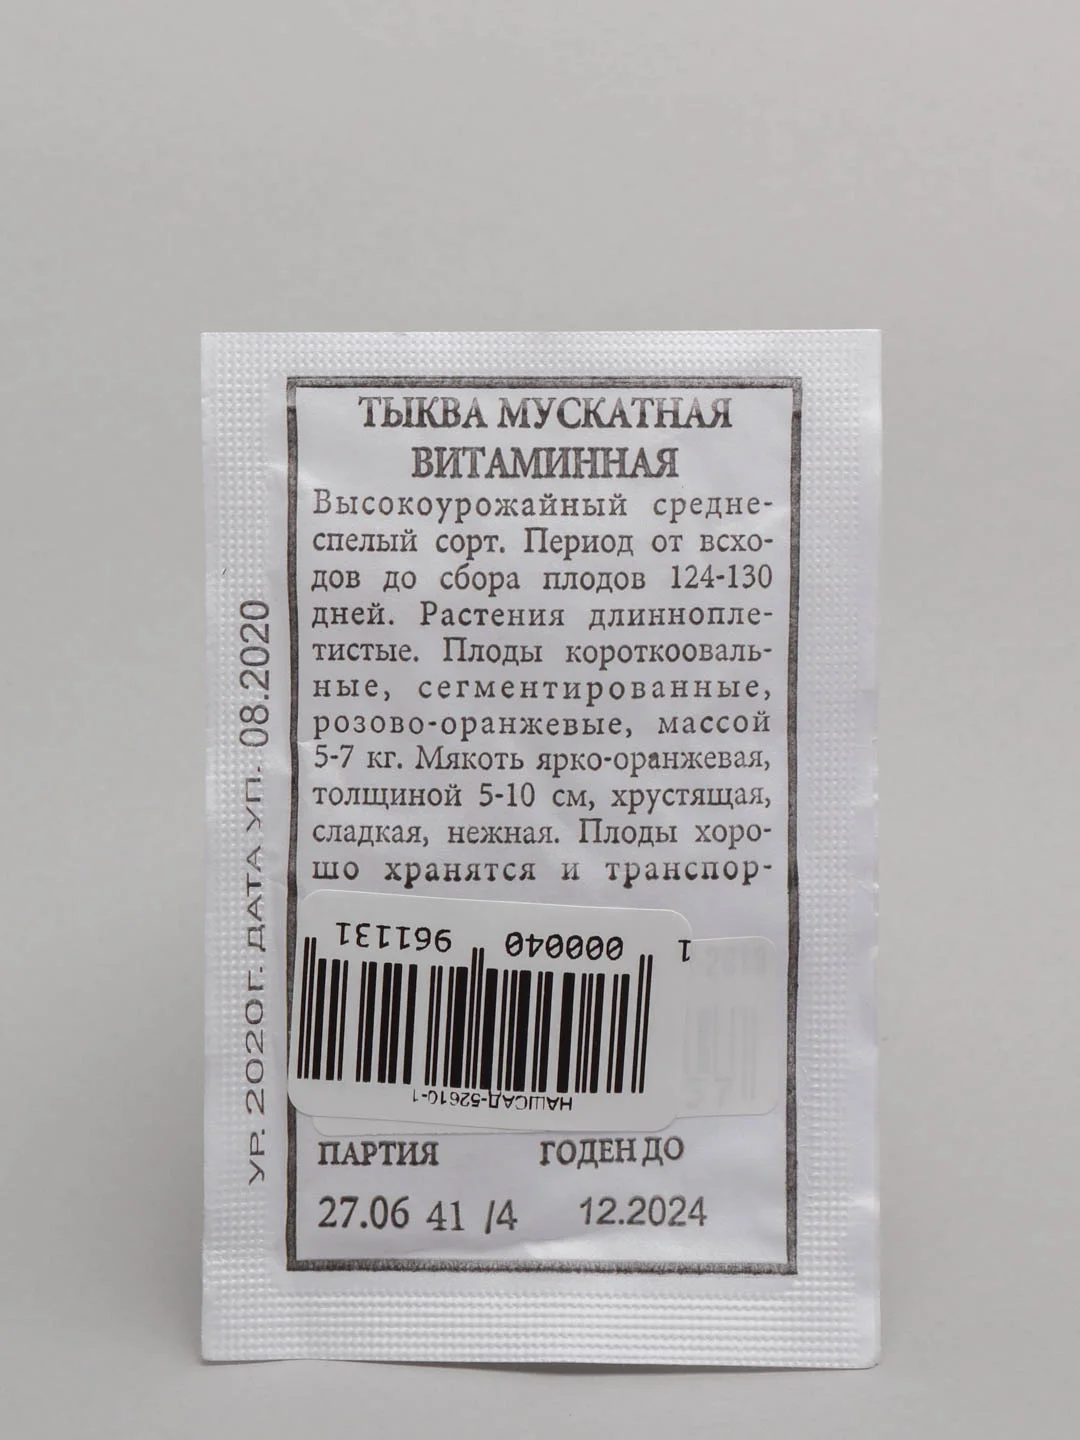 ТЫКВА МУСКАТНАЯ
ВИТАМИННАЯ
Высокоурожайный средне-
спелый сорт. Период от всхо-
дов до сбора плодов 124-130
дней. Растения длинноплe-
тистые. Плоды короткооваль-
ные, сегментированные,
розово-оранжевые, массой
5-7 кг. Мякоть ярко-оранжевая,
толщиной 5-10 см, хрустящая,
сладкая, нежная. Плоды хоро-
шо хранятся и транспор-
1 000040 961131
НАШСАД-52610-1
ПАРТИЯ ГОДЕН ДО
27.06 41 /4 12.2024
УР. 2020Г. ДАТА УП. 08.2020